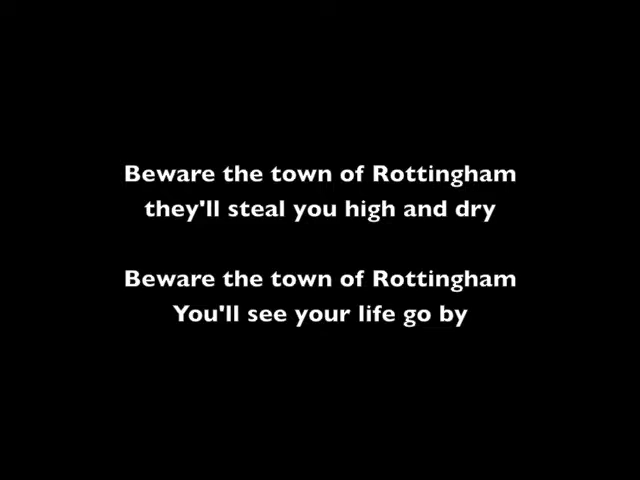 Beware the town of Rottingham
they'll steal you high and dry
Beware the town of Rottingham
You'll see your life go by